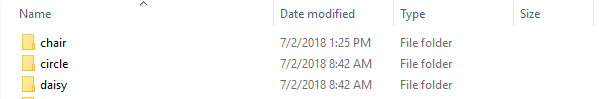 Name Date modified Type Size
chair 7/2/2018 1:25 PM File folder
circle 7/2/2018 8:42 AM File folder
daisy 7/2/2018 8:42 AM File folder